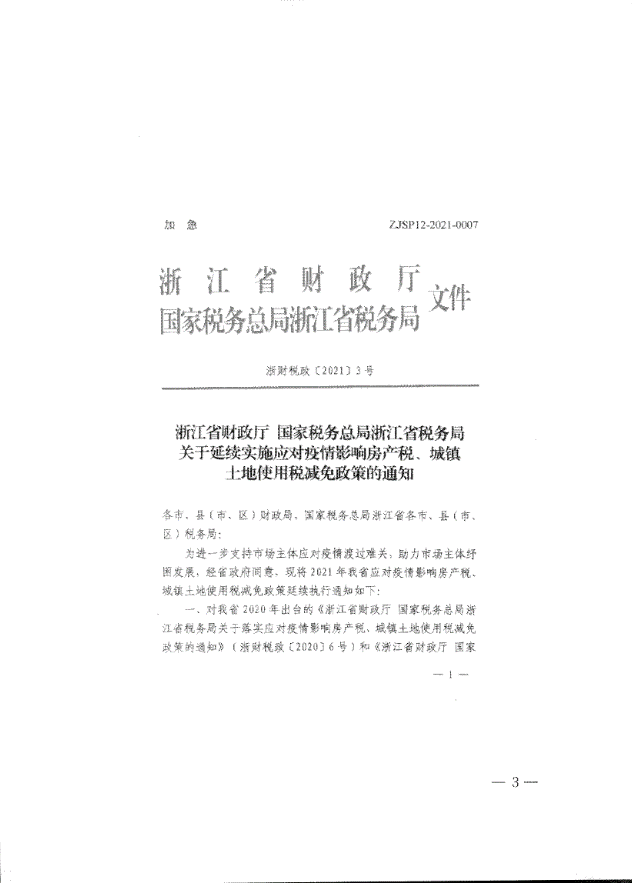 加 急
ZJSP12-2021-0007
浙江省财政厅
国家税务总局浙江省税务局
文件
浙财税政〔2021〕3号
浙江省财政厅 国家税务总局浙江省税务局
关于延续实施应对疫情影响房产税、城镇
土地使用税减免政策的通知
各市、县（市、区）财政局，国家税务总局浙江省各市、县（市、
区）税务局：
为进一步支持市场主体应对疫情渡过难关，助力市场主体纾
困发展，经省政府同意，现将2021年我省应对疫情影响房产税、
城镇土地使用税减免政策延续执行通知如下：
一、对我省2020年出台的《浙江省财政厅 国家税务总局浙
江省税务局关于落实应对疫情影响房产税、城镇土地使用税减免
政策的通知》（浙财税政〔2020〕6号）和《浙江省财政厅 国家
— 1 —
— 3 —